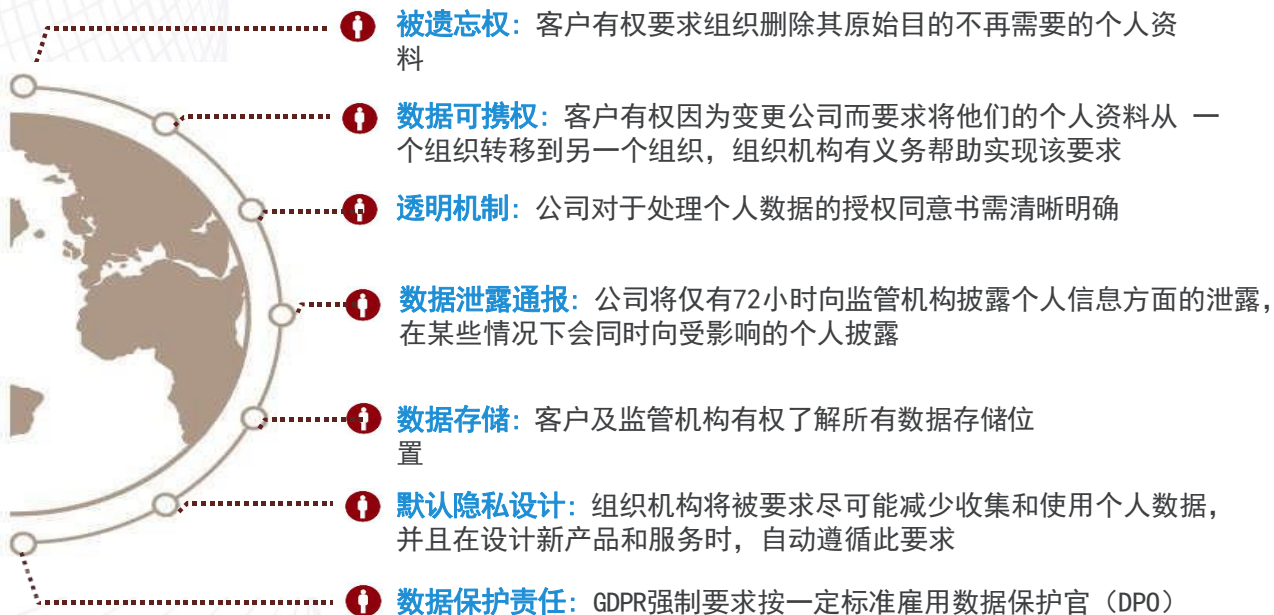 被遗忘权: 客户有权要求组织删除其原始目的不再需要的个人资
料
数据可携权: 客户有权因为变更公司而要求将他们的个人资料从 一
个组织转移到另一个组织，组织机构有义务帮助实现该要求
透明机制: 公司对于处理个人数据的授权同意书需清晰明确
数据泄露通报: 公司将仅有72小时向监管机构披露个人信息方面的泄露，
在某些情况下会同时向受影响的个人披露
数据存储: 客户及监管机构有权了解所有数据存储位
置
默认隐私设计: 组织机构将被要求尽可能减少收集和使用个人数据，
并且在设计新产品和服务时，自动遵循此要求
数据保护责任: GDPR强制要求按一定标准雇用数据保护官（DPO）